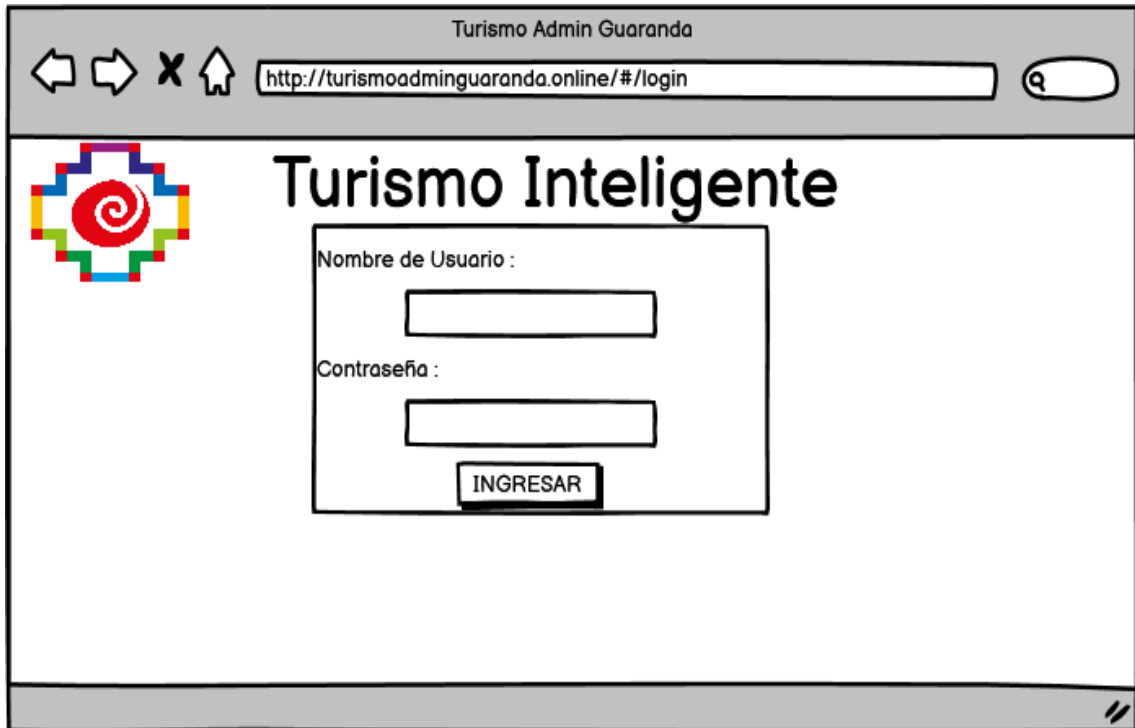 Turismo Admin Guaranda
http://turismoadminguaranda.online/#/login
Turismo Inteligente
Nombre de Usuario :
Contraseña :
INGRESAR